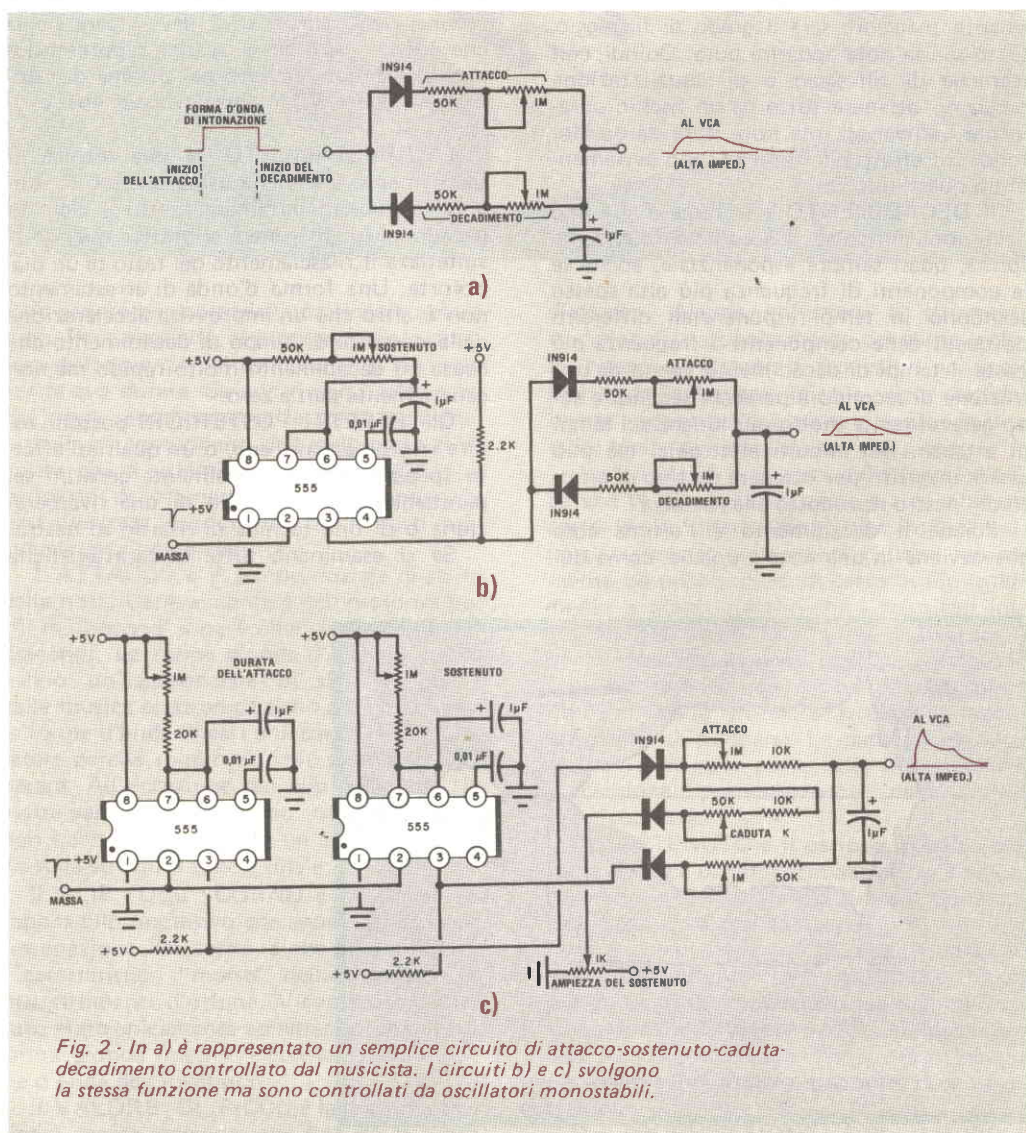 IN914
ATTACCO
50K
1M
FORMA D'ONDA
DI INTONAZIONE
AL VCA
(ALTA IMPED.)
INIZIO
DELL'ATTACCO
INIZIO DEL
DECADIMENTO
50K
1M
DECADIMENTO
IN914
+
1µF
a)
+5V
50K
1M SOSTENUTO
+5V
+
1µF
0,01 µF
2.2K
IN914
ATTACCO
50K
1M
AL VCA
(ALTA IMPED.)
8 7 6 5
555
1 2 3 4
+5V
MASSA
50K
1M
DECADIMENTO
IN914
+
1µF
b)
+5V
DURATA
DELL'ATTACCO
1M
20K
+
1µF
0,01 µF
+5V
SOSTENUTO
1M
20K
+
1µF
0,01 µF
8 7 6 5
555
1 2 3 4
8 7 6 5
555
1 2 3 4
+5V
MASSA
IN914
ATTACCO
1M
10K
AL VCA
(ALTA IMPED.)
50K
10K
CADUTA K
+
1µF
1M
50K
+5V
2.2K
+5V
2.2K
1K
+5V
AMPIEZZA DEL SOSTENUTO
c)
Fig. 2 - In a) è rappresentato un semplice circuito di attacco-sostenuto-caduta-
decadimento controllato dal musicista. I circuiti b) e c) svolgono
la stessa funzione ma sono controllati da oscillatori monostabili.